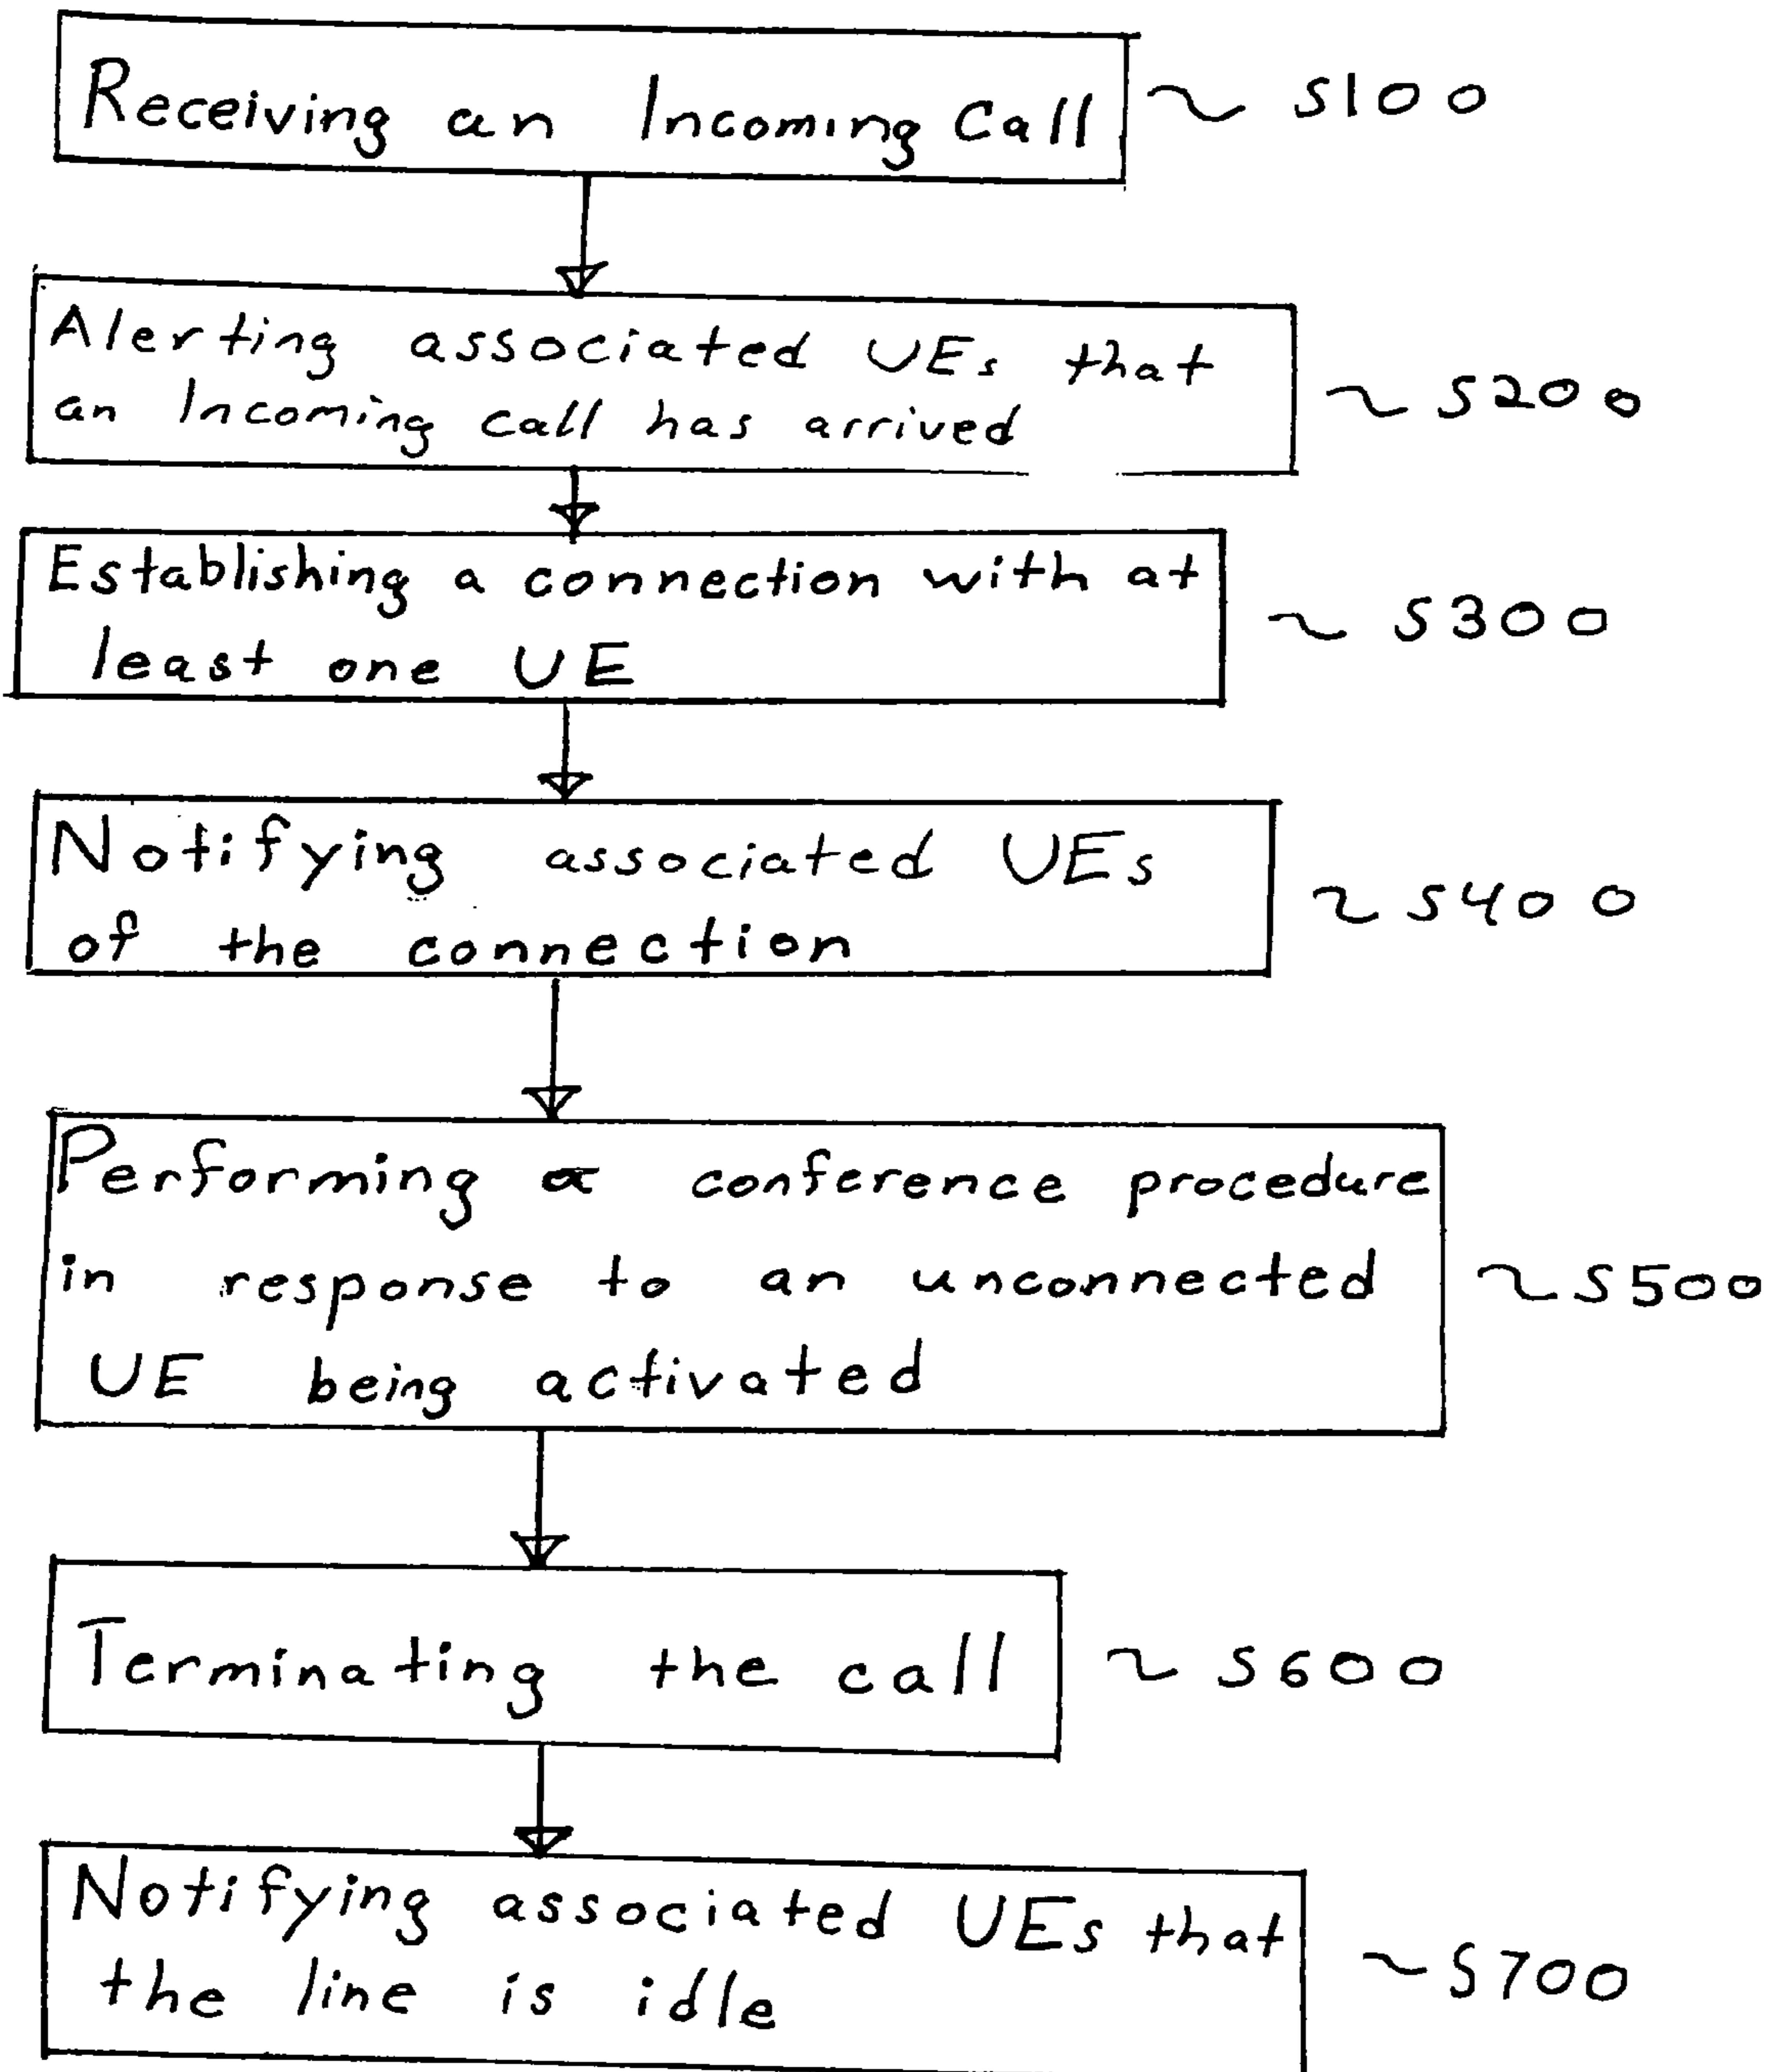 Receiving an Incoming Call ~ S100
Alerting associated UEs that
an Incoming call has arrived
~ S200
Establishing a connection with at
least one UE
~ S300
Notifying associated UEs
of the connection
~ S400
Performing a conference procedure
in response to an unconnected
UE being activated
~ S500
Terminating the call ~ S600
Notifying associated UEs that
the line is idle
~ S700